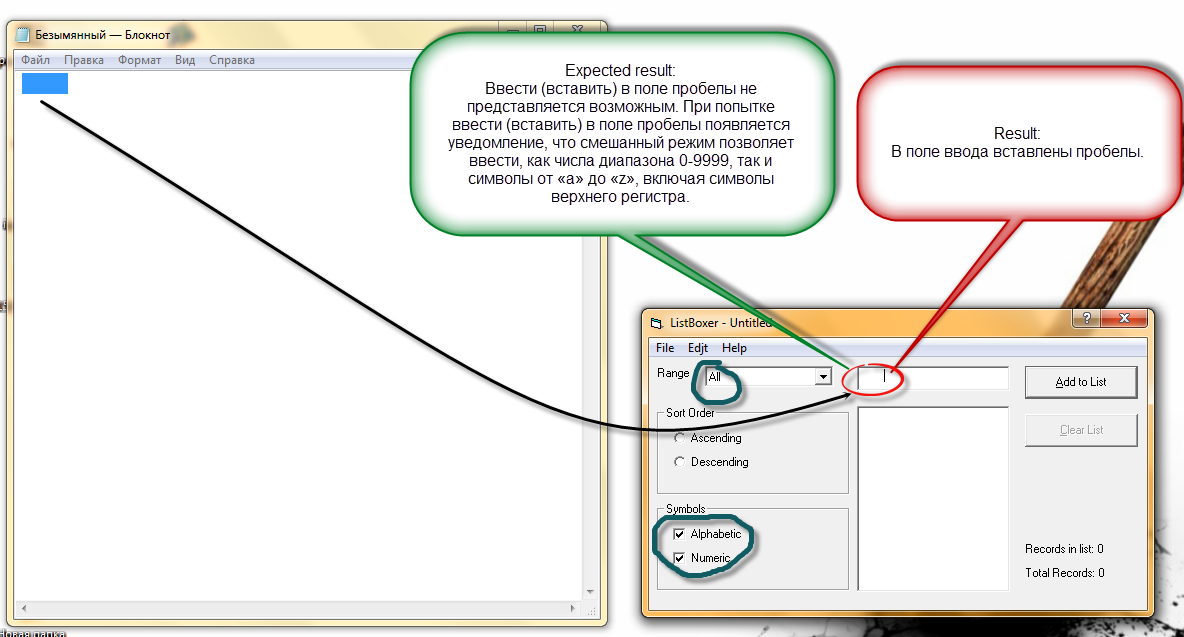 Безымянный — Блокнот
Файл Правка Формат Вид Справка
Expected result:
Ввести (вставить) в поле пробелы не
представляется возможным. При попытке
ввести (вставить) в поле пробелы появляется
уведомление, что смешанный режим позволяет
ввести, как числа диапазона 0-9999, так и
символы от «a» до «z», включая символы
верхнего регистра.
Result:
В поле ввода вставлены пробелы.
ListBoxer - Untitled
File Edjt Help
Range All
Add to List
Sort Order
Ascending
Descending
Clear List
Symbols
Alphabetic
Numeric
Records in list: 0
Total Records: 0
Новая папка